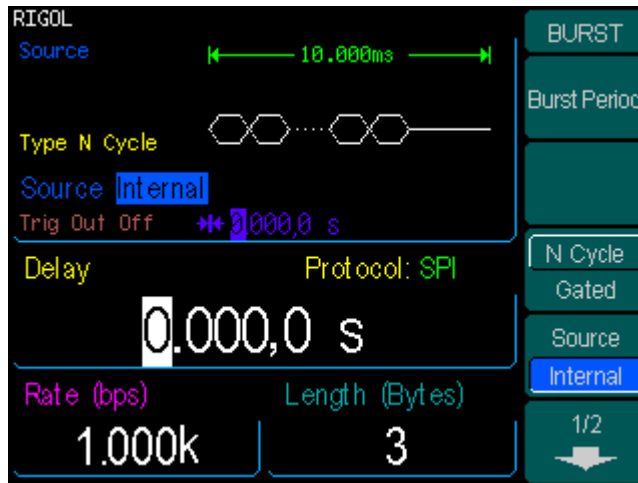 RIGOL
Source
10.000ms
Type N Cycle
Source Internal
Trig Out Off 0.000,0 s
Delay Protocol: SPI
0.000,0 s
Rate (bps) Length (Bytes)
1.000k 3
BURST
Burst Period
N Cycle
Gated
Source
Internal
1/2